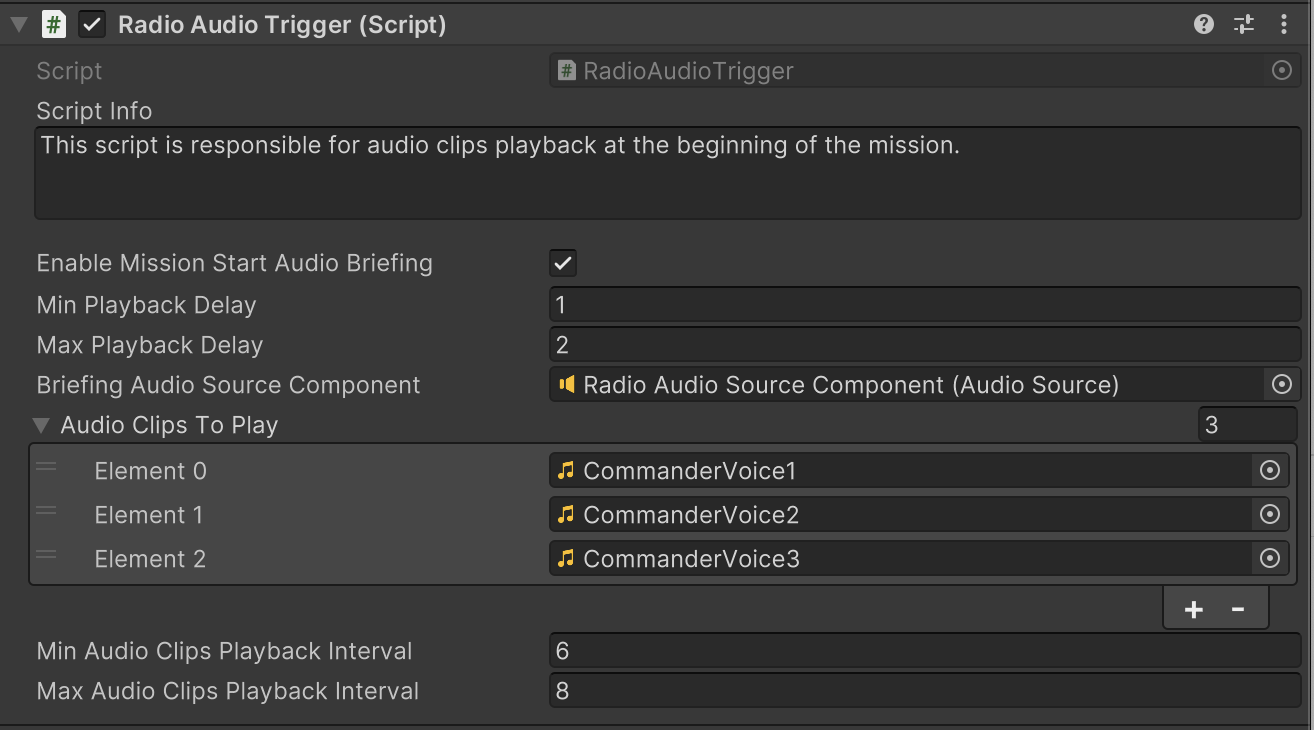 Radio Audio Trigger (Script)
Script # RadioAudioTrigger
Script Info
This script is responsible for audio clips playback at the beginning of the mission.
Enable Mission Start Audio Briefing
Min Playback Delay 1
Max Playback Delay 2
Briefing Audio Source Component Radio Audio Source Component (Audio Source)
Audio Clips To Play 3
Element 0 CommanderVoice1
Element 1 CommanderVoice2
Element 2 CommanderVoice3
+ -
Min Audio Clips Playback Interval 6
Max Audio Clips Playback Interval 8